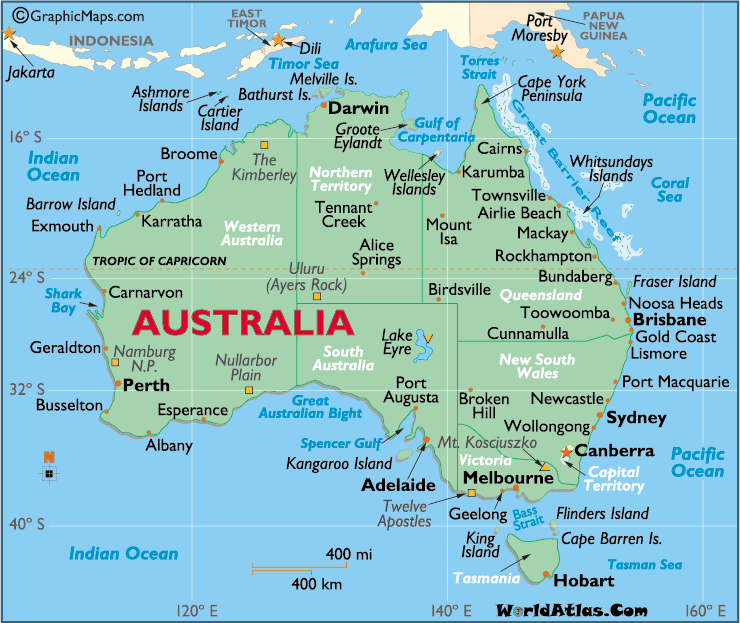 ©GraphicMaps.com
EAST
TIMOR
Port
Moresby
PAPUA
NEW
GUINEA
INDONESIA
Dili
Arafura Sea
Jakarta
Timor Sea
Torres
Strait
Melville Is.
Bathurst Is.
Cape York
Peninsula
Ashmore
Islands
Cartier
Island
Darwin
Pacific
Ocean
Groote
Eylandt
Gulf of
Carpentaria
Great Barrier Reef
16° S
Indian
Ocean
Broome
The
Kimberley
Cairns
Whitsundays
Islands
Northern
Territory
Wellesley
Islands
Karumba
Port
Hedland
Coral
Sea
Barrow Island
Townsville
Exmouth
Karratha
Tennant
Creek
Airlie Beach
Western
Australia
Mount
Isa
Mackay
Alice
Springs
Rockhampton
TROPIC OF CAPRICORN
24° S
Uluru
(Ayers Rock)
Bundaberg
Fraser Island
Shark
Bay
Carnarvon
Birdsville
Queensland
Noosa Heads
AUSTRALIA
Toowoomba
Brisbane
Lake
Eyre
Cunnamulla
Gold Coast
Geraldton
Namburg
N.P.
Nullarbor
Plain
South
Australia
New South
Wales
Lismore
32° S
Perth
Port
Augusta
Port Macquarie
Busselton
Esperance
Great
Australian Bight
Broken
Hill
Newcastle
Sydney
Wollongong
Albany
Spencer Gulf
Mt. Kosciuszko
Canberra
N
Kangaroo Island
Victoria
Capital
Territory
Pacific
Ocean
Adelaide
Melbourne
Twelve
Apostles
Geelong
Bass
Strait
Flinders Island
40° S
King
Island
Cape Barren Is.
Indian Ocean
400 mi
400 km
Tasmania
Tasman Sea
Hobart
120° E
140° E
160° E
WorldAtlas.Com